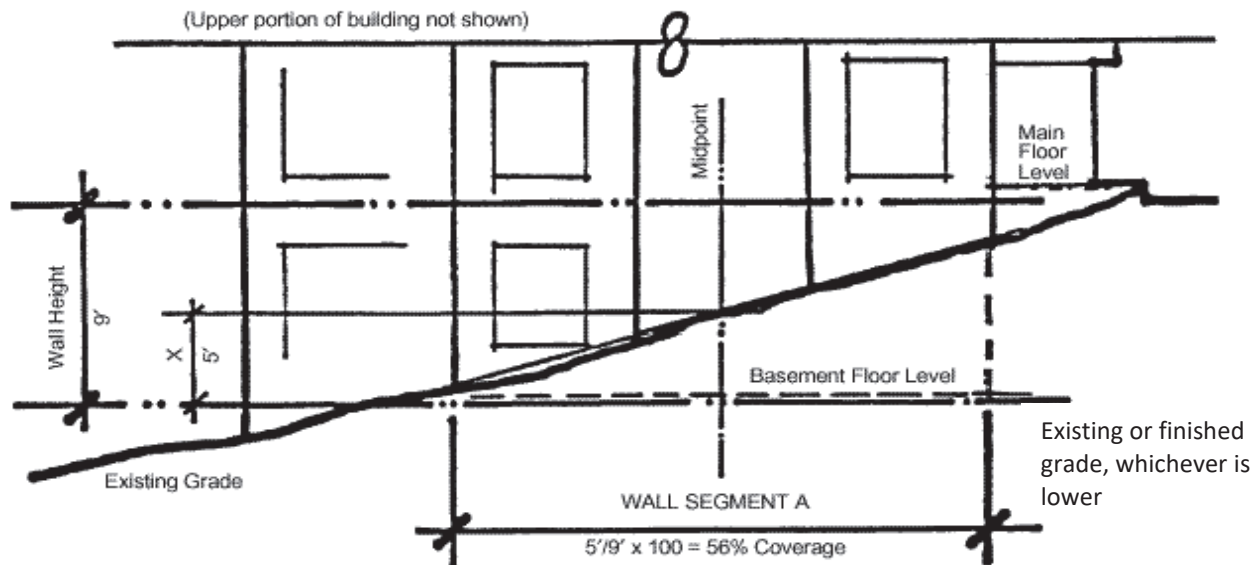 (Upper portion of building not shown)
8
Midpoint
Main
Floor
Level
Wall Height
9'
X
5'
Basement Floor Level
Existing or finished
grade, whichever is
lower
Existing Grade
WALL SEGMENT A
5'/9' x 100 = 56% Coverage